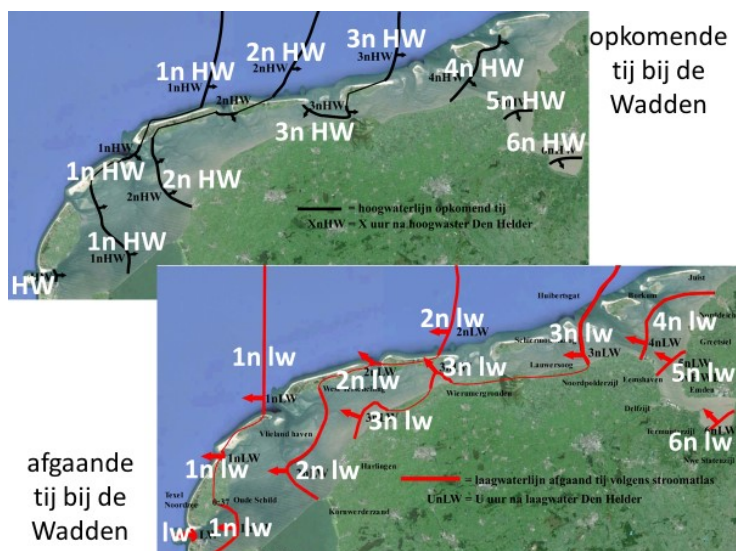 opkomende
tij bij de
Wadden
1n HW
1nHW
2n HW
2nHW
3n HW
3nHW
4n HW
4nHW
5n HW
6n HW
2nHW
3nHW
3n HW
1nHW
1n HW
2n HW
2nHW
1n HW
1nHW
HW
= hoogwaterlijn opkomend tij
XnHW = X uur na hoogwaster Den Helder
afgaande
tij bij de
Wadden
1n lw
1nLW
2n lw
2nLW
3n lw
3nLW
4n lw
4nLW
5n lw
6n lw
Huibertsgat
Juist
Borkum
Greetsiel
Lauwersoog
Noordpolderzijl
Eemshaven
Emden
Delfzijl
Nwe Statenzijl
2n lw
3n lw
Wierumergronden
3n lw
Vlieland haven
1n lw
1nLW
2n lw
Harlingen
Texel
Noordzee
Oude Schild
Kornwerderzand
1n lw
lw
= laagwaterlijn afgaand tij volgens stroomatlas
UnLW = U uur na laagwater Den Helder